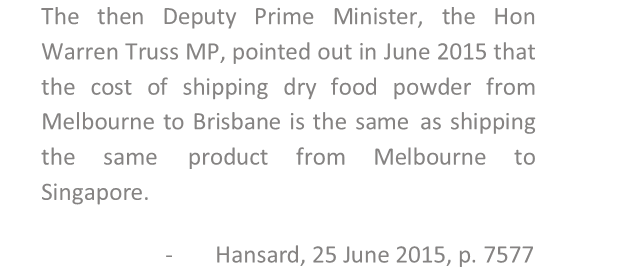 The then Deputy Prime Minister, the Hon
Warren Truss MP, pointed out in June 2015 that
the cost of shipping dry food powder from
Melbourne to Brisbane is the same as shipping
the same product from Melbourne to
Singapore.
- Hansard, 25 June 2015, p. 7577